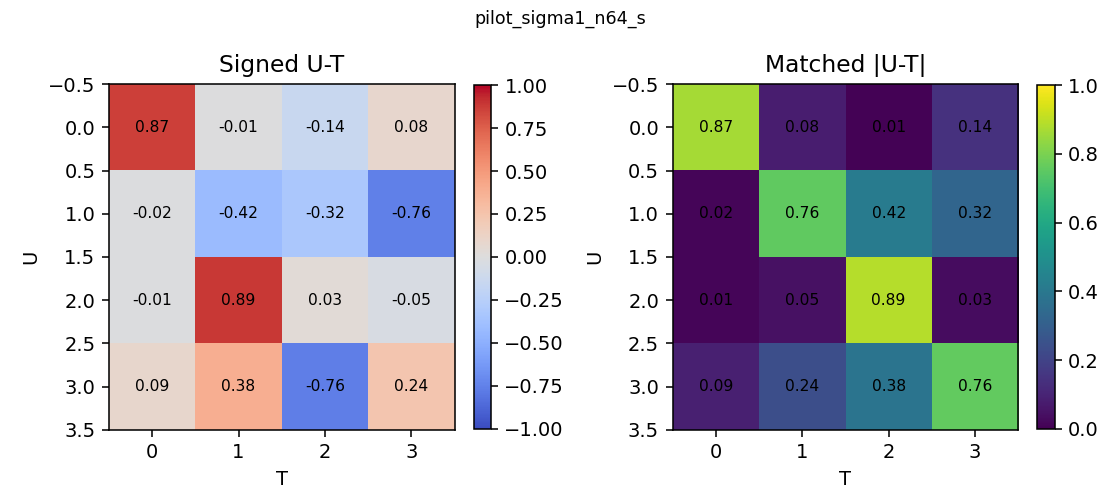 pilot_sigma1_n64_s
Signed U-T
−0.5
0.0
0.5
1.0
1.5
2.0
2.5
3.0
3.5
U
0.87 -0.01 -0.14 0.08
-0.02 -0.42 -0.32 -0.76
-0.01 0.89 0.03 -0.05
0.09 0.38 -0.76 0.24
0 1 2 3
T
1.00
0.75
0.50
0.25
0.00
−0.25
−0.50
−0.75
−1.00
Matched |U-T|
−0.5
0.0
0.5
1.0
1.5
2.0
2.5
3.0
3.5
U
0.87 0.08 0.01 0.14
0.02 0.76 0.42 0.32
0.01 0.05 0.89 0.03
0.09 0.24 0.38 0.76
0 1 2 3
T
1.0
0.8
0.6
0.4
0.2
0.0